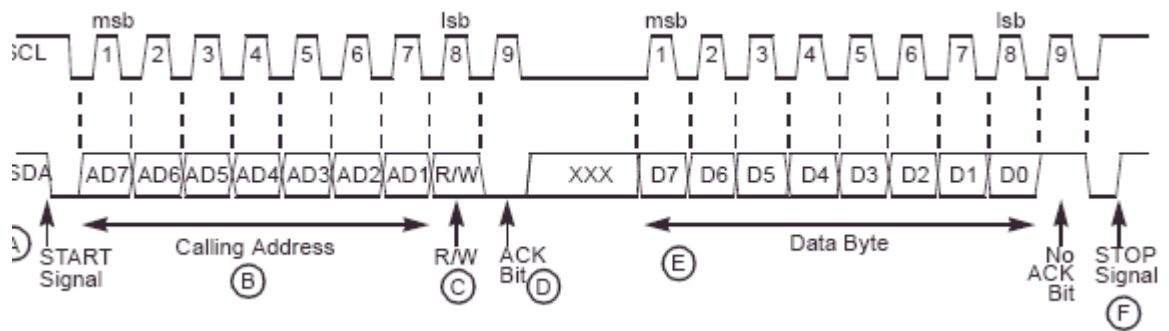 msb lsb msb lsb
SCL 1 2 3 4 5 6 7 8 9 1 2 3 4 5 6 7 8 9
SDA AD7 AD6 AD5 AD4 AD3 AD2 AD1 R/W XXX D7 D6 D5 D4 D3 D2 D1 D0
A START
Signal
Calling Address
B
R/W
C
ACK
Bit D
E
Data Byte
No
ACK
Bit
STOP
Signal
F